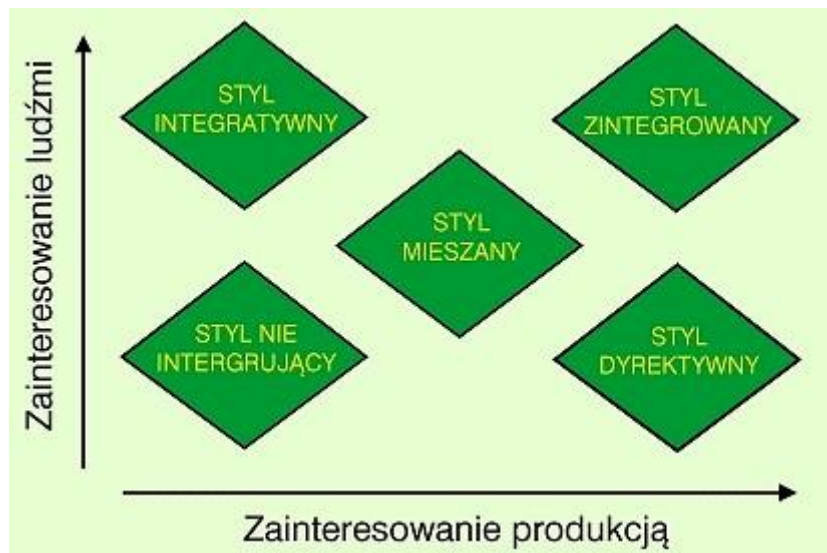 Zainteresowanie ludźmi
STYL
INTEGRATYWNY
STYL
ZINTEGROWANY
STYL
MIESZANY
STYL NIE
INTERGRUJĄCY
STYL
DYREKTYWNY
Zainteresowanie produkcją